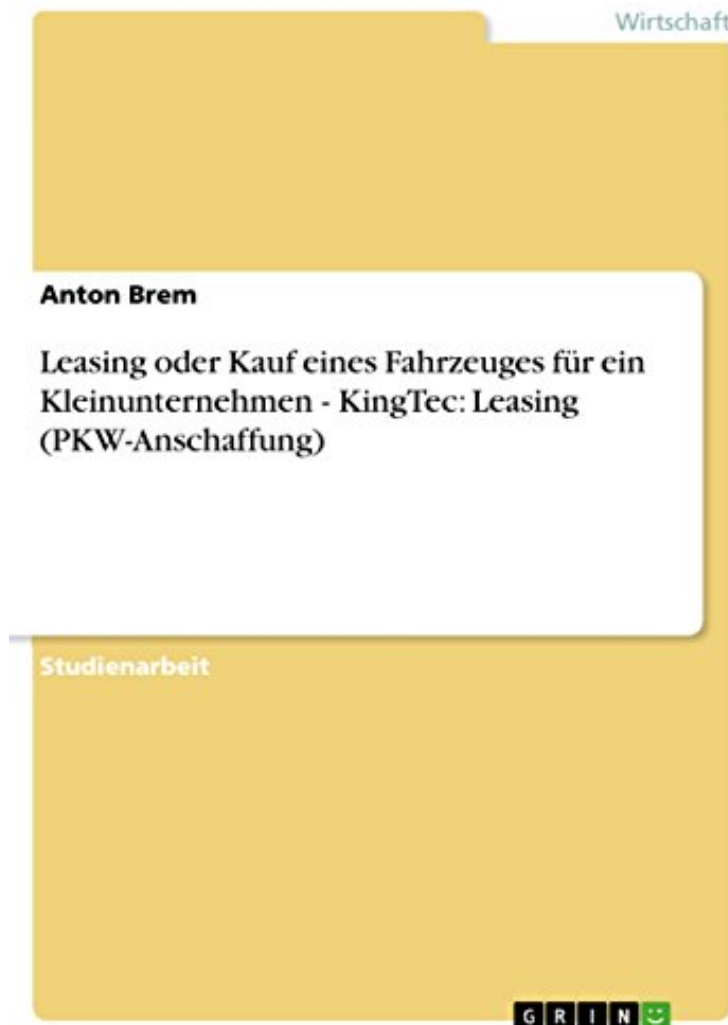 Wirtschaft
Anton Brem
Leasing oder Kauf eines Fahrzeuges für ein
Kleinunternehmen - KingTec: Leasing
(PKW-Anschaffung)
Studienarbeit
GRIN